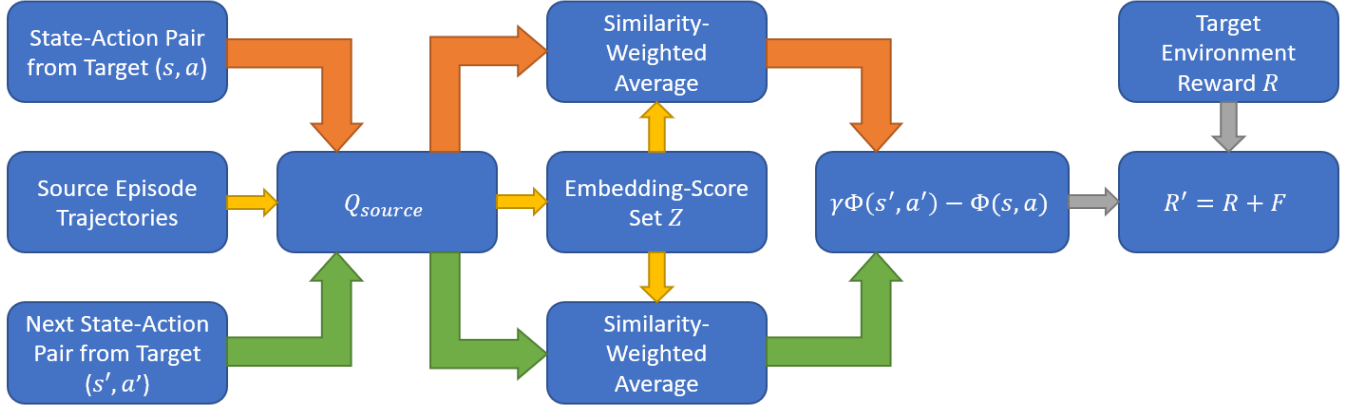 State-Action Pair
from Target (s, a)
Similarity-
Weighted
Average
Target
Environment
Reward R
Source Episode
Trajectories
Q_source
Embedding-Score
Set Z
γΦ(s′, a′) − Φ(s, a)
R′ = R + F
Next State-Action
Pair from Target
(s′, a′)
Similarity-
Weighted
Average